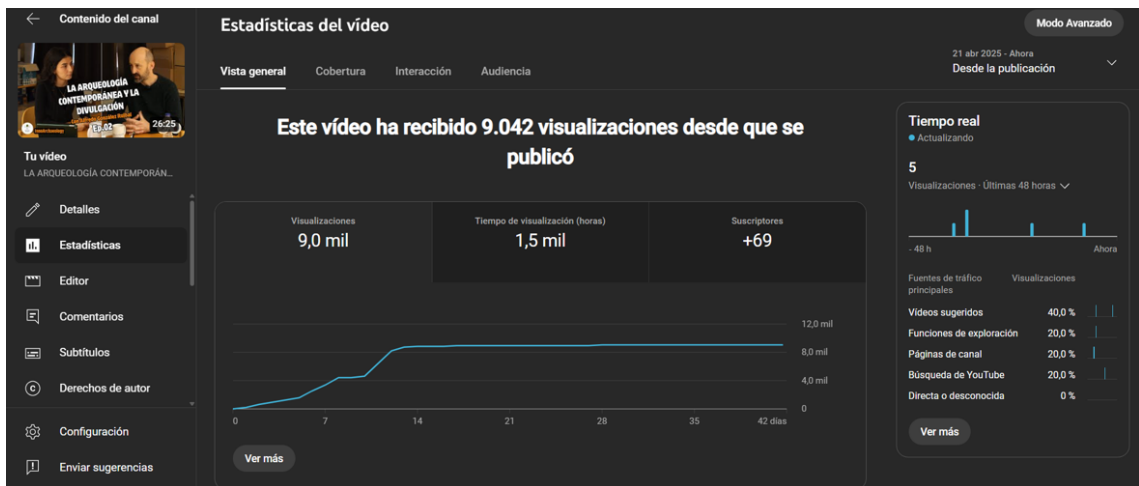 Contenido del canal
LA ARQUEOLOGÍA
CONTEMPORÁNEA Y LA
DIVULGACIÓN
Ep.02
26:25
Tu vídeo
LA ARQUEOLOGÍA CONTEMPORÁN...
Detalles
Estadísticas
Editor
Comentarios
Subtítulos
Derechos de autor
Configuración
Enviar sugerencias
Estadísticas del vídeo
Modo Avanzado
Vista general
Cobertura
Interacción
Audiencia
21 abr 2025 - Ahora
Desde la publicación
Este vídeo ha recibido 9.042 visualizaciones desde que se
publicó
Visualizaciones
9,0 mil
Tiempo de visualización (horas)
1,5 mil
Suscriptores
+69
12,0 mil
8,0 mil
4,0 mil
0
0 7 14 21 28 35 42 días
Ver más
Tiempo real
Actualizando
5
Visualizaciones · Últimas 48 horas
- 48 h Ahora
Fuentes de tráfico
principales
Visualizaciones
Vídeos sugeridos 40,0 %
Funciones de exploración 20,0 %
Páginas de canal 20,0 %
Búsqueda de YouTube 20,0 %
Directa o desconocida 0 %
Ver más